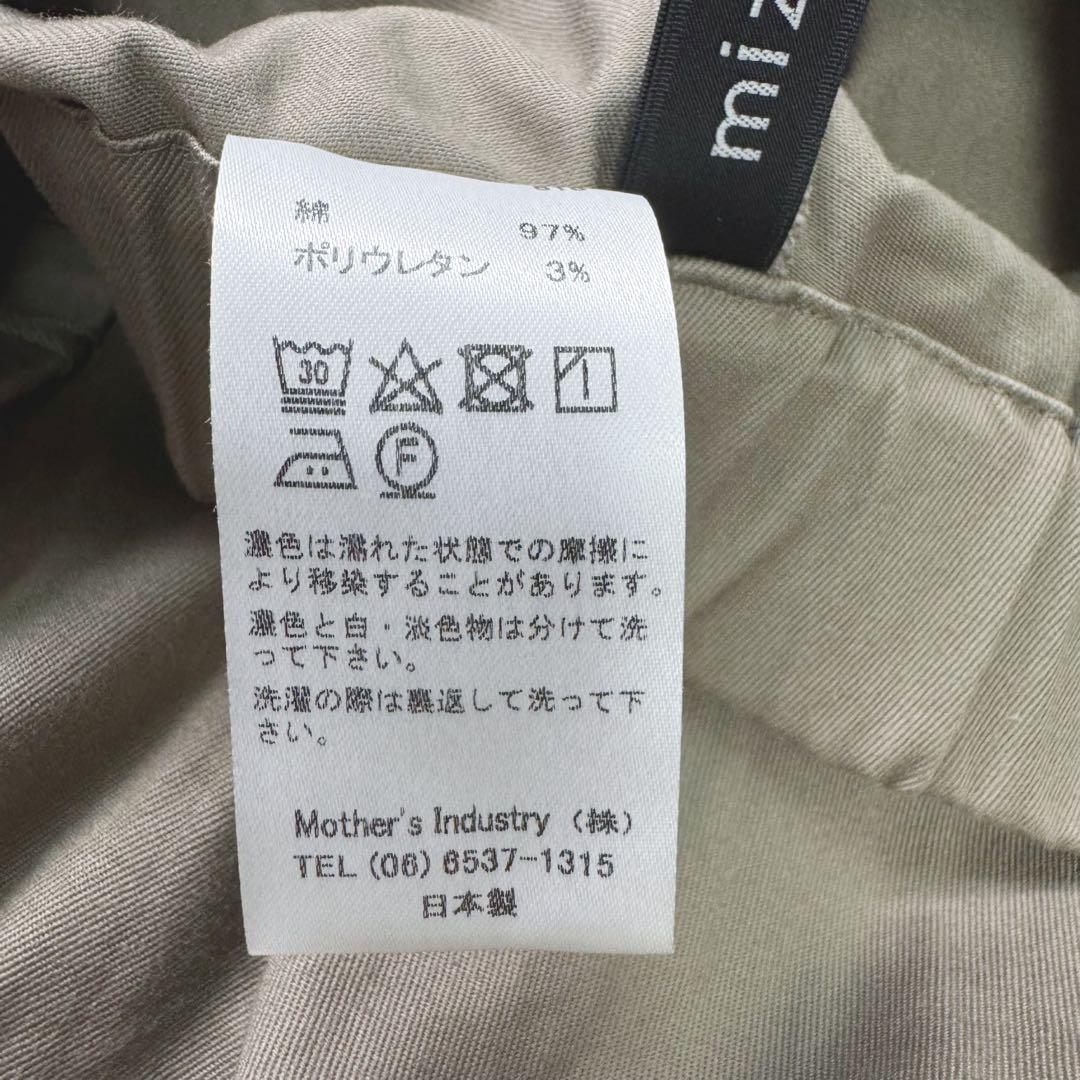 miz
綿 97%
ポリウレタン 3%
30
F
濃色は濡れた状態での摩擦に
より移染することがあります。
濃色と白・淡色物は分けて洗
って下さい。
洗濯の際は裏返して洗って下
さい。
Mother's Industry (株)
TEL (06) 6537-1315
日本製